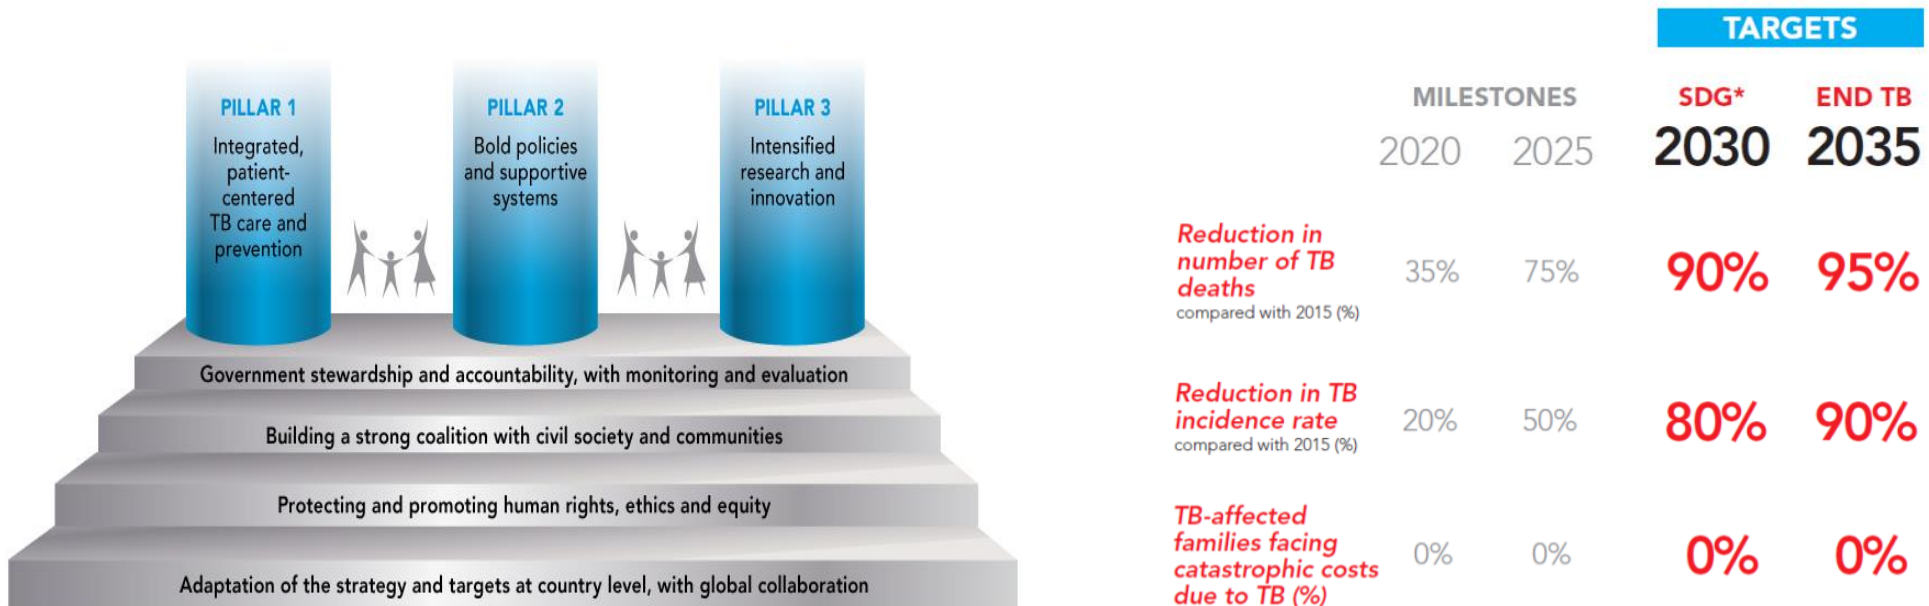 PILLAR 1
Integrated,
patient-
centered
TB care and
prevention
PILLAR 2
Bold policies
and supportive
systems
PILLAR 3
Intensified
research and
innovation
Government stewardship and accountability, with monitoring and evaluation
Building a strong coalition with civil society and communities
Protecting and promoting human rights, ethics and equity
Adaptation of the strategy and targets at country level, with global collaboration
TARGETS
MILESTONES SDG* END TB
2020 2025 2030 2035
Reduction in
number of TB
deaths
compared with 2015 (%)
35% 75% 90% 95%
Reduction in TB
incidence rate
compared with 2015 (%)
20% 50% 80% 90%
TB-affected
families facing
catastrophic costs
due to TB (%)
0% 0% 0% 0%